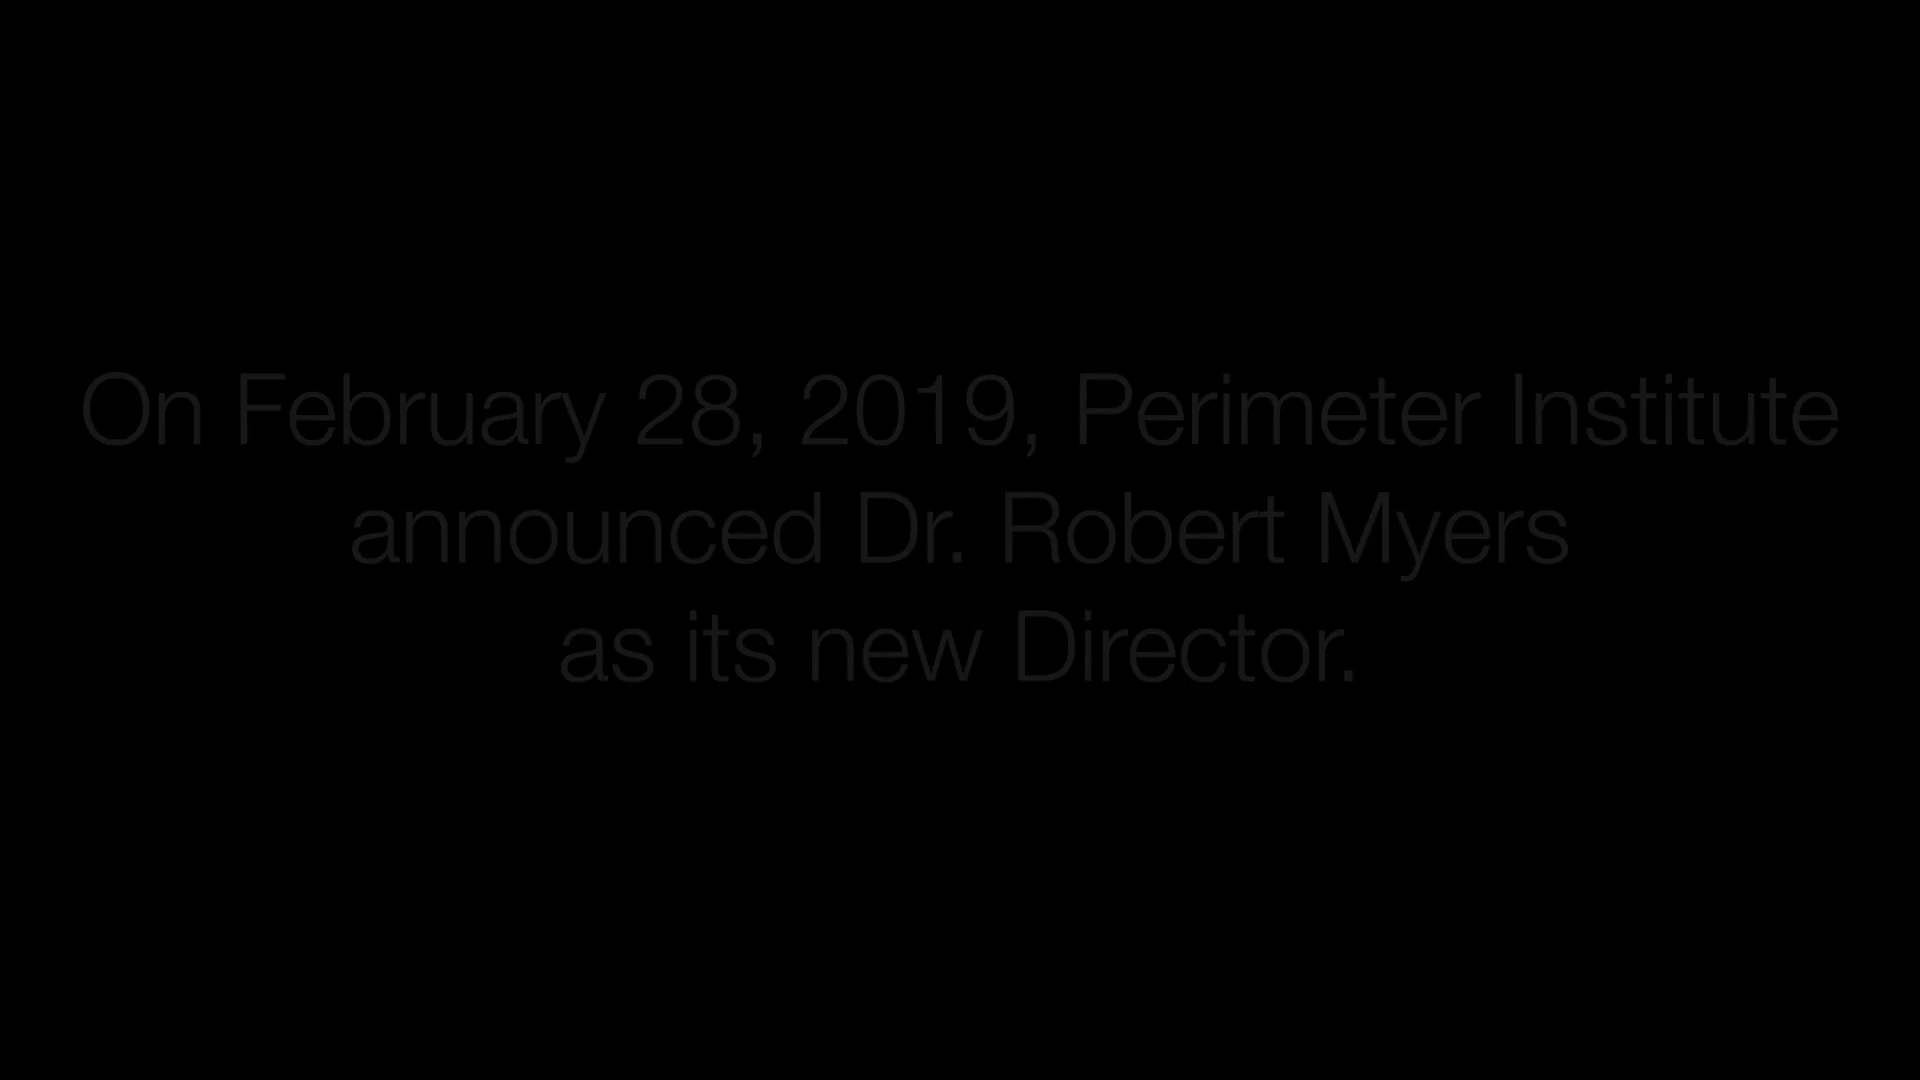 On February 28, 2019, Perimeter Institute
announced Dr. Robert Myers
as its new Director.